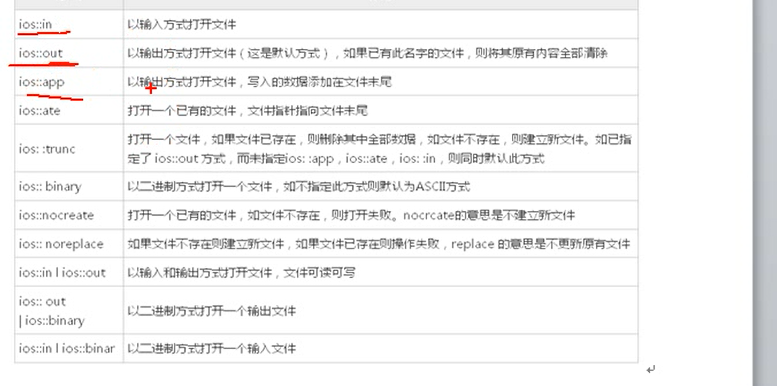 ios::in 以输入方式打开文件
ios::out 以输出方式打开文件（这是默认方式），如果已有此名字的文件，则将其原有内容全部清除
ios::app 以输出方式打开文件，写入的数据添加在文件末尾
ios::ate 打开一个已有的文件，文件指针指向文件末尾
ios: :trunc 打开一个文件，如果文件已存在，则删除其中全部数据，如文件不存在，则建立新文件。如已指
定了 ios::out 方式，而未指定ios: :app，ios::ate，ios: :in，则同时默认此方式
ios:: binary 以二进制方式打开一个文件，如不指定此方式则默认为ASCII方式
ios::nocreate 打开一个已有的文件，如文件不存在，则打开失败。nocrcate的意思是不建立新文件
ios:: noreplace 如果文件不存在则建立新文件，如果文件已存在则操作失败，replace 的意思是不更新原有文件
ios::in l ios::out 以输入和输出方式打开文件，文件可读可写
ios:: out
| ios::binary 以二进制方式打开一个输出文件
ios::in l ios::binar 以二进制方式打开一个输入文件